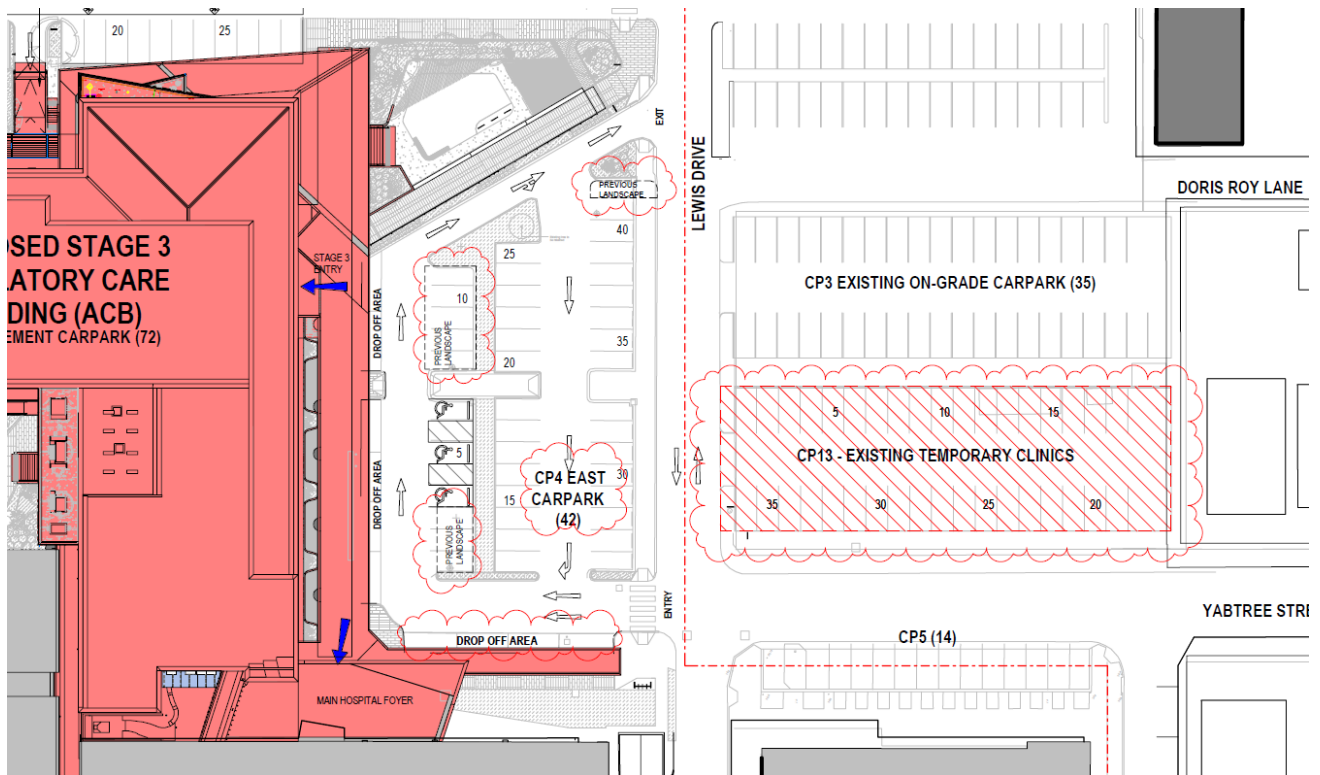 20
25
EXIT
LEWIS DRIVE
DORIS ROY LANE
PREVIOUS
LANDSCAPE
40
OSED STAGE 3
LATORY CARE
DING (ACB)
EMENT CARPARK (72)
STAGE 3
ENTRY
DROP OFF AREA
25
10
PREVIOUS
LANDSCAPE
35
20
CP3 EXISTING ON-GRADE CARPARK (35)
5
10
15
CP13 - EXISTING TEMPORARY CLINICS
35
30
25
20
DROP OFF AREA
5
15
30
CP4 EAST
CARPARK
(42)
PREVIOUS
LANDSCAPE
ENTRY
YABTREE STRE
DROP OFF AREA
CP5 (14)
MAIN HOSPITAL FOYER